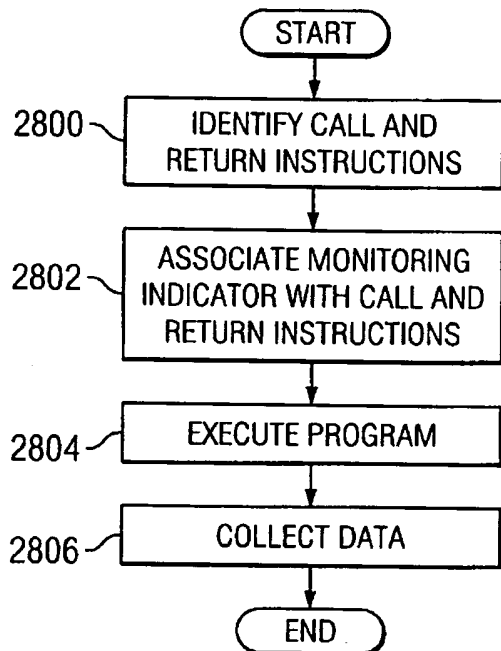 START
2800
IDENTIFY CALL AND
RETURN INSTRUCTIONS
2802
ASSOCIATE MONITORING
INDICATOR WITH CALL AND
RETURN INSTRUCTIONS
2804
EXECUTE PROGRAM
2806
COLLECT DATA
END